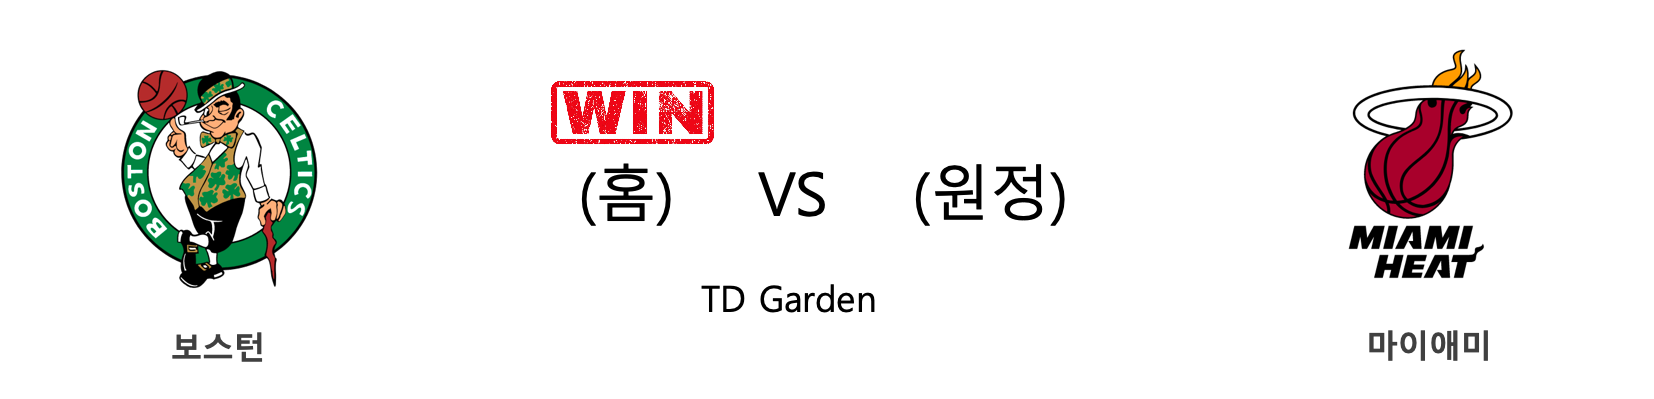 BOSTON CELTICS
WIN
(홈) VS (원정)
MIAMI
HEAT
TD Garden
보스턴
마이애미